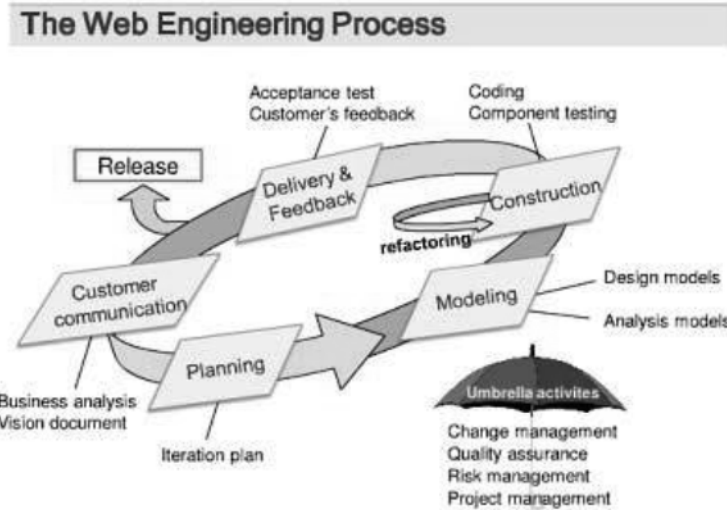 The Web Engineering Process
Acceptance test
Customer's feedback
Coding
Component testing
Release
Delivery &
Feedback
Construction
refactoring
Customer
communication
Modeling
Design models
Analysis models
Planning
Business analysis
Vision document
Iteration plan
Umbrella activites
Change management
Quality assurance
Risk management
Project management